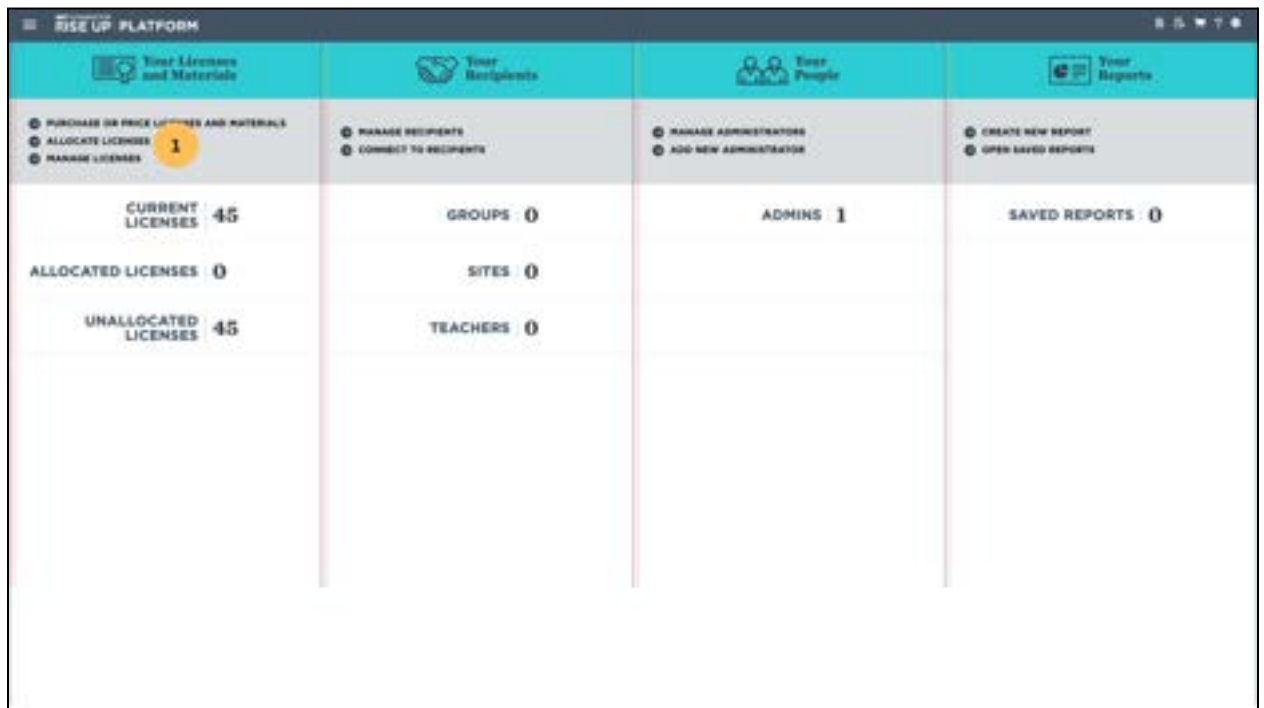 RISE UP PLATFORM
?
Your Licenses
and Materials
Your
Recipients
Your
People
Your
Reports
PURCHASE OR PRICE LICENSES AND MATERIALS
ALLOCATE LICENSES
MANAGE LICENSES
1
MANAGE RECIPIENTS
CONNECT TO RECIPIENTS
MANAGE ADMINISTRATORS
ADD NEW ADMINISTRATOR
CREATE NEW REPORT
OPEN SAVED REPORTS
CURRENT
LICENSES 45
ALLOCATED LICENSES 0
UNALLOCATED
LICENSES 45
GROUPS 0
SITES 0
TEACHERS 0
ADMINS 1
SAVED REPORTS 0